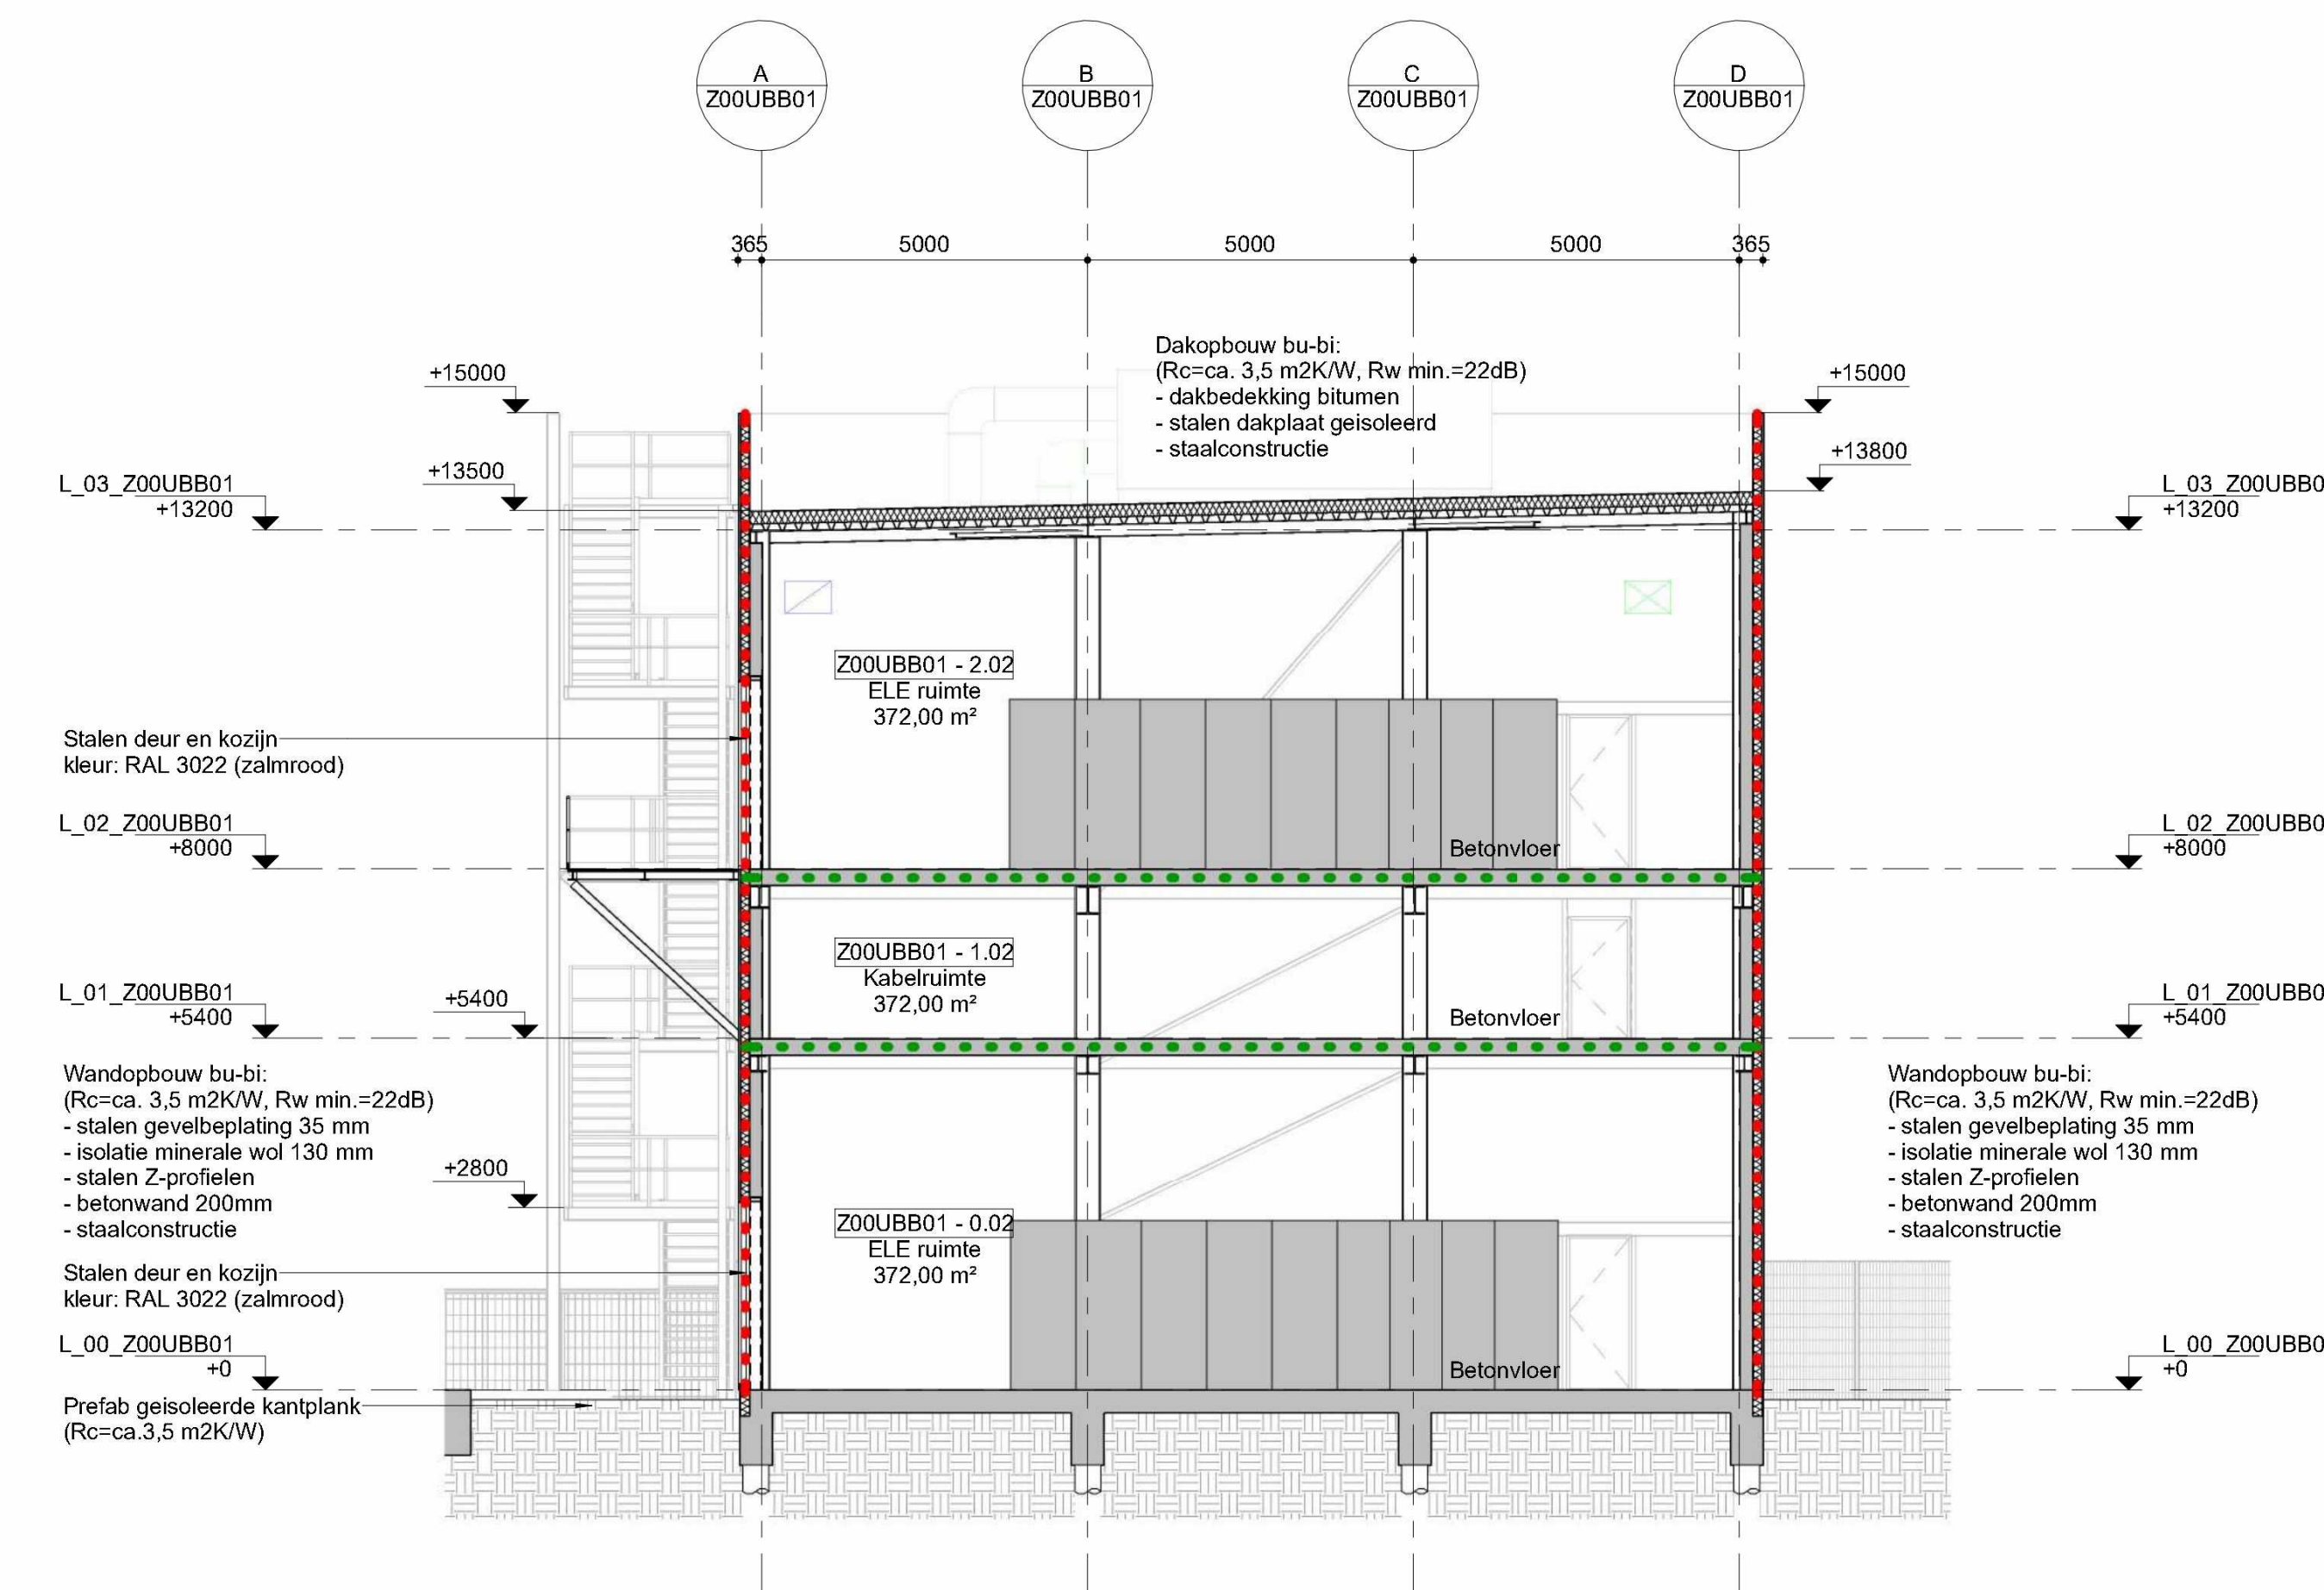 A
Z00UBB01
B
Z00UBB01
C
Z00UBB01
D
Z00UBB01
365
5000
5000
5000
365
Dakopbouw bu-bi:
(Rc=ca. 3,5 m2K/W, Rw min.=22dB)
- dakbedekking bitumen
- stalen dakplaat geisoleerd
- staalconstructie
+15000
+15000
+13500
+13800
L_03_Z00UBB01
+13200
L_03_Z00UBB0
+13200
Z00UBB01 - 2.02
ELE ruimte
372,00 m²
Stalen deur en kozijn
kleur: RAL 3022 (zalmrood)
L_02_Z00UBB01
+8000
Betonvloer
L_02_Z00UBB0
+8000
Z00UBB01 - 1.02
Kabelruimte
372,00 m²
L_01_Z00UBB01
+5400
+5400
Betonvloer
L_01_Z00UBB0
+5400
Wandopbouw bu-bi:
(Rc=ca. 3,5 m2K/W, Rw min.=22dB)
- stalen gevelbeplating 35 mm
- isolatie minerale wol 130 mm
- stalen Z-profielen
- betonwand 200mm
- staalconstructie
+2800
Wandopbouw bu-bi:
(Rc=ca. 3,5 m2K/W, Rw min.=22dB)
- stalen gevelbeplating 35 mm
- isolatie minerale wol 130 mm
- stalen Z-profielen
- betonwand 200mm
- staalconstructie
Z00UBB01 - 0.02
ELE ruimte
372,00 m²
Stalen deur en kozijn
kleur: RAL 3022 (zalmrood)
L_00_Z00UBB01
+0
Betonvloer
L_00_Z00UBB0
+0
Prefab geisoleerde kantplank
(Rc=ca.3,5 m2K/W)